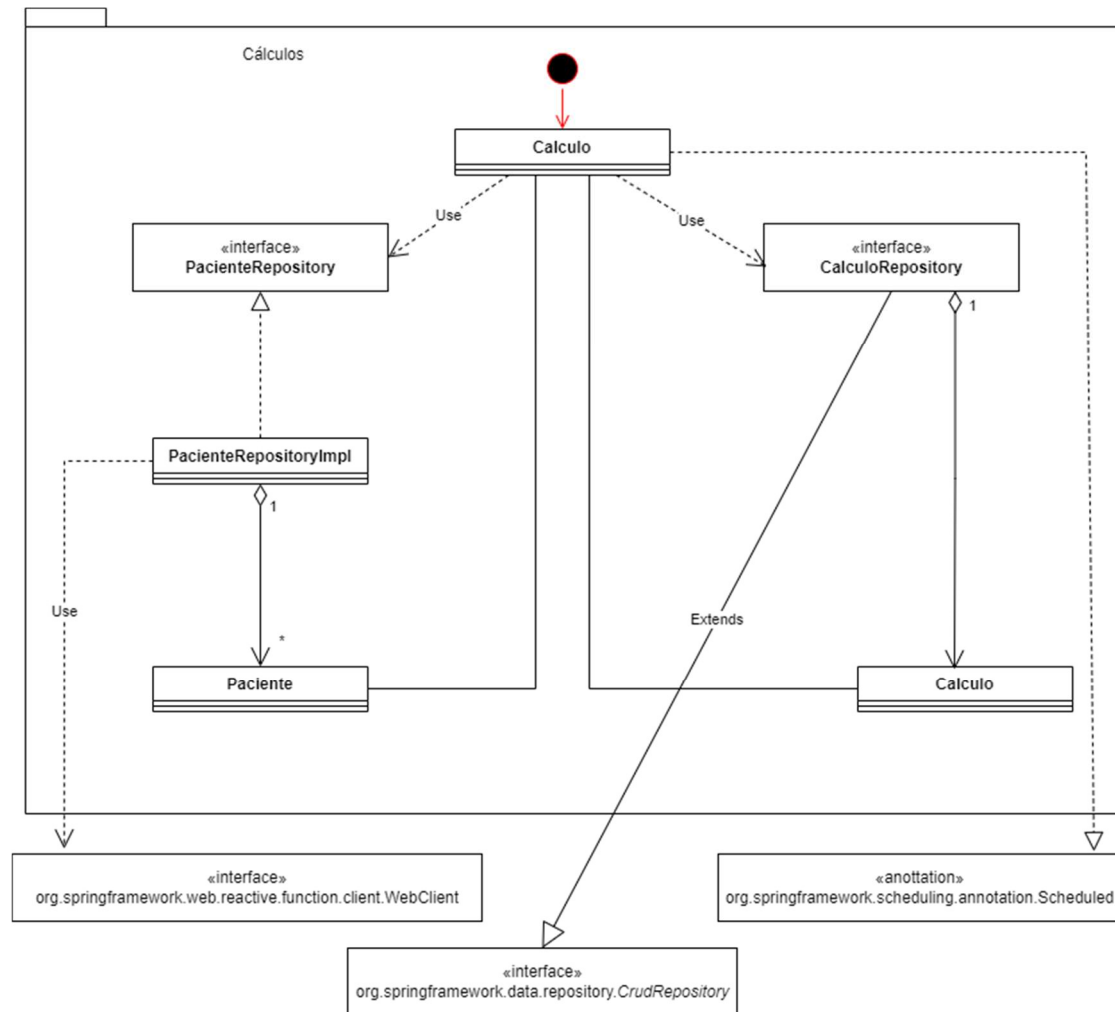 Cálculos
Calculo
Use
Use
«interface»
PacienteRepository
«interface»
CalculoRepository
1
PacienteRepositoryImpl
1
Use
Extends
*
Paciente
Calculo
«interface»
org.springframework.web.reactive.function.client.WebClient
«anottation»
org.springframework.scheduling.annotation.Scheduled
«interface»
org.springframework.data.repository.CrudRepository